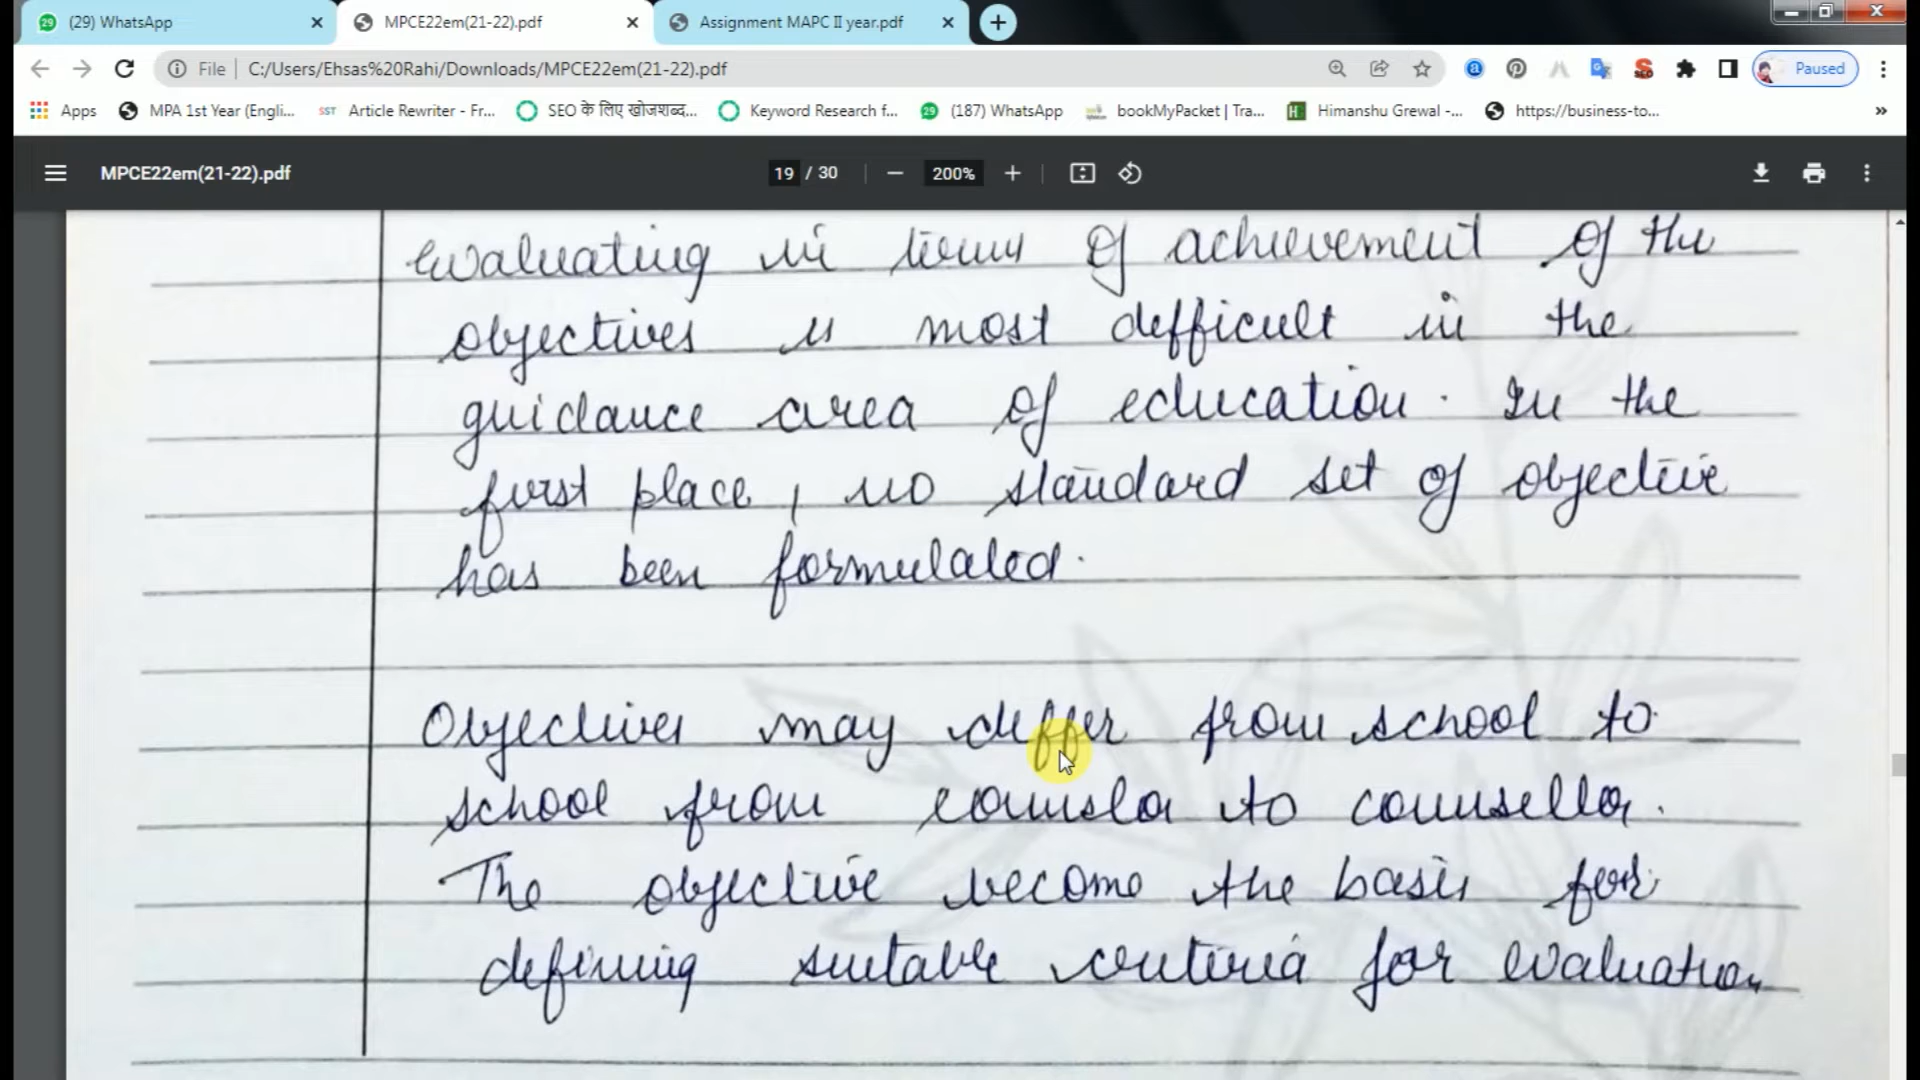 (29) WhatsApp
MPCE22em(21-22).pdf
Assignment MAPC II year.pdf
File C:/Users/Ehsas%20Rahi/Downloads/MPCE22em(21-22).pdf
Paused
Apps
MPA 1st Year (Engli...
SST Article Rewriter - Fr...
SEO के लिए खोजशब्द...
Keyword Research f...
(187) WhatsApp
bookMyPacket | Tra...
Himanshu Grewal -...
https://business-to...
MPCE22em(21-22).pdf
19 / 30
200%
evaluating in terms of achievement of the
objectives is most defficult in the
guidance area of education. In the
first place, no standard set of objective
has been formulated.
Objectives may differ from school to
school from counslor to counsellor.
The objective become the basis for
defining suitable criteria for evaluation